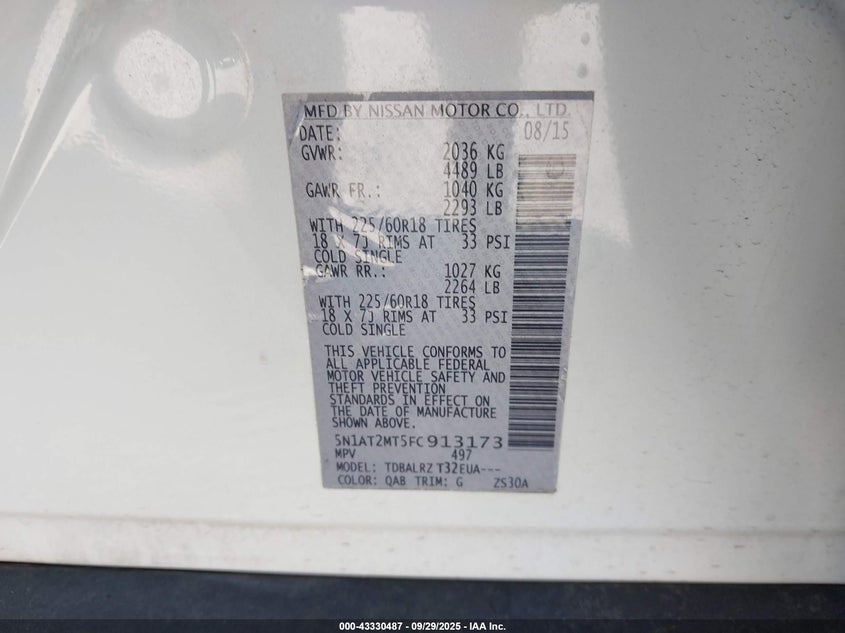 MFD BY NISSAN MOTOR CO., LTD.
DATE: 08/15
GVWR: 2036 KG
4489 LB
GAWR FR.: 1040 KG
2293 LB
WITH 225/60R18 TIRES
18 X 7J RIMS AT 33 PSI
COLD SINGLE
GAWR RR.: 1027 KG
2264 LB
WITH 225/60R18 TIRES
18 X 7J RIMS AT 33 PSI
COLD SINGLE
THIS VEHICLE CONFORMS TO
ALL APPLICABLE FEDERAL
MOTOR VEHICLE SAFETY AND
THEFT PREVENTION
STANDARDS IN EFFECT ON
THE DATE OF MANUFACTURE
SHOWN ABOVE.
5N1AT2MT5FC913173
MPV 497
MODEL: TDBALRZ T32EUA---
COLOR: QAB TRIM: G ZS30A
000-43330487 - 09/29/2025 - IAA Inc.